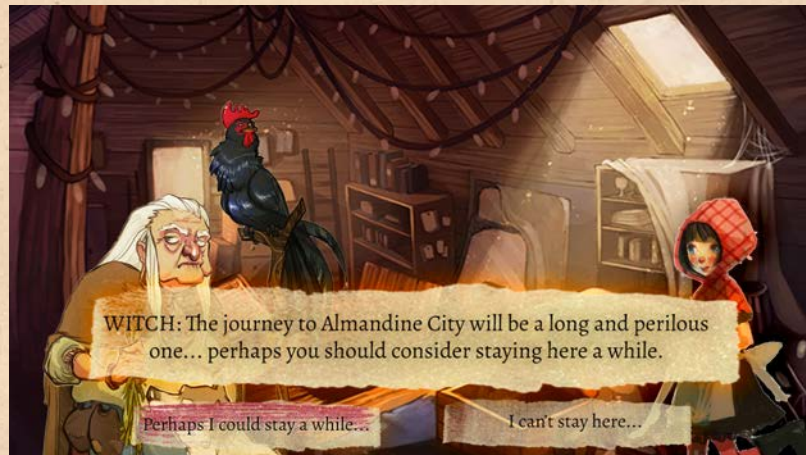 WITCH: The journey to Almandine City will be a long and perilous
one... perhaps you should consider staying here a while.
Perhaps I could stay a while...
I can't stay here...